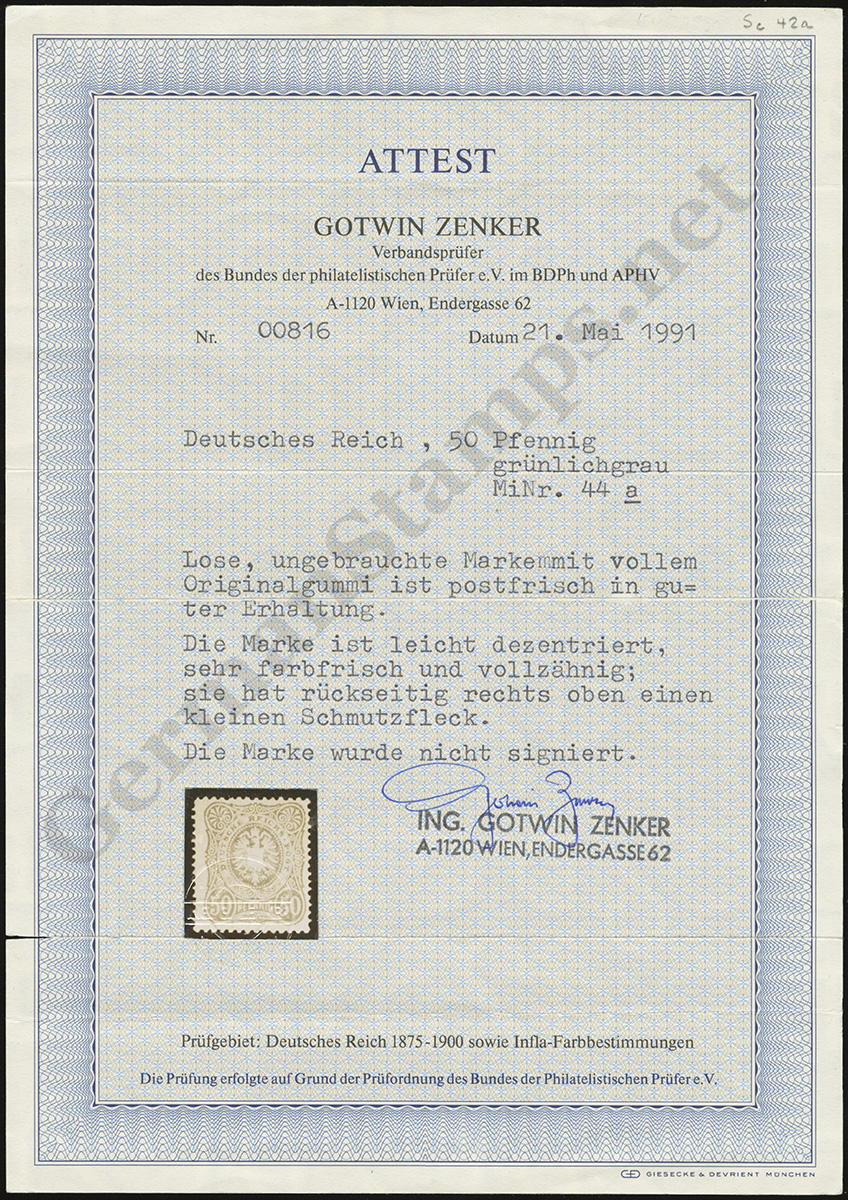 Sc 42a
ATTEST
GOTWIN ZENKER
Verbandsprüfer
des Bundes der philatelistischen Prüfer e.V. im BDPh und APHV
A-1120 Wien, Endergasse 62
Nr. 00816 Datum 21. Mai 1991
Deutsches Reich , 50 Pfennig
grünlichgrau
MiNr. 44 a
Lose, ungebrauchte Markemmit vollem
Originalgummi ist postfrisch in gu=
ter Erhaltung.
Die Marke ist leicht dezentriert,
sehr farbfrisch und vollzähnig;
sie hat rückseitig rechts oben einen
kleinen Schmutzfleck.
Die Marke wurde nicht signiert.
ING. GOTWIN ZENKER
A-1120 WIEN, ENDERGASSE 62
50 PFENNIG 50
Prüfgebiet: Deutsches Reich 1875-1900 sowie Infla-Farbbestimmungen
Die Prüfung erfolgte auf Grund der Prüfordnung des Bundes der Philatelistischen Prüfer e.V.
GIESECKE & DEVRIENT MÜNCHEN
GermanStamps.net